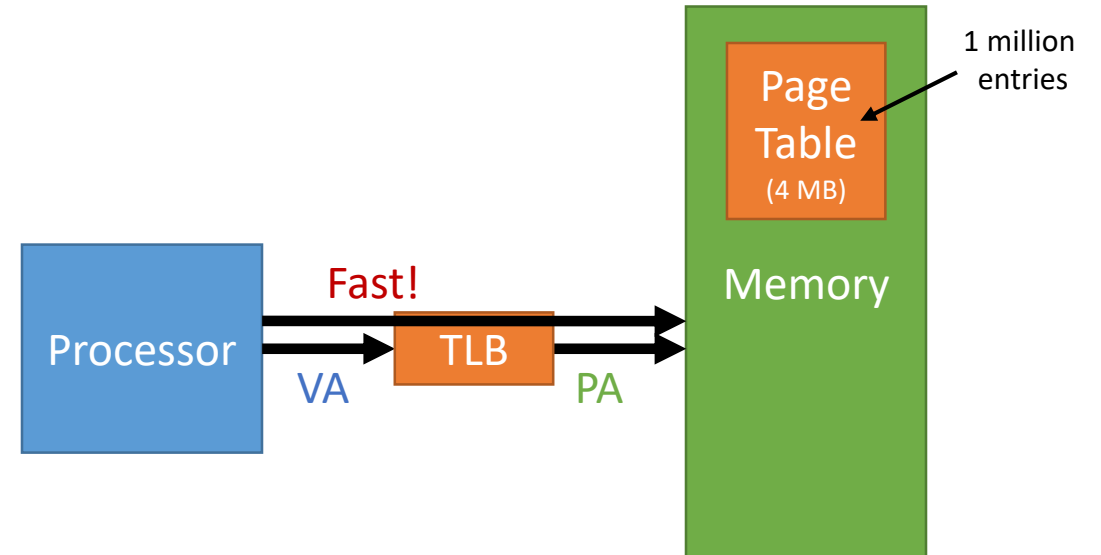 1 million
entries
Page
Table
(4 MB)
Memory
Fast!
Processor
TLB
VA
PA